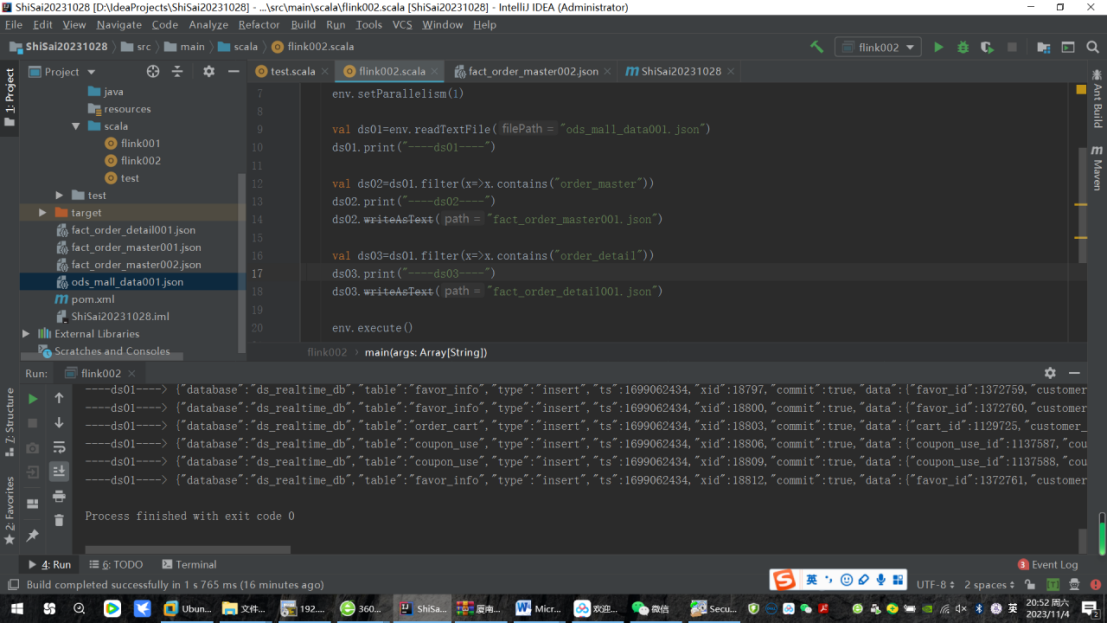 ShiSai20231028 [D:\IdeaProjects\ShiSai20231028] - ...\src\main\scala\flink002.scala [ShiSai20231028] - IntelliJ IDEA (Administrator)
File Edit View Navigate Code Analyze Refactor Build Run Tools VCS Window Help
ShiSai20231028 src main scala flink002.scala flink002
1: Project
Project
test.scala flink002.scala fact_order_master002.json ShiSai20231028
java
resources
scala
flink001
flink002
test
test
target
fact_order_detail001.json
fact_order_master001.json
fact_order_master002.json
ods_mall_data001.json
pom.xml
ShiSai20231028.iml
External Libraries
Scratches and Consoles
7 env.setParallelism(1)
8
9 val ds01=env.readTextFile( filePath = "ods_mall_data001.json")
10 ds01.print("----ds01----")
11
12 val ds02=ds01.filter(x=>x.contains("order_master"))
13 ds02.print("----ds02----")
14 ds02.writeAsText( path = "fact_order_master001.json")
15
16 val ds03=ds01.filter(x=>x.contains("order_detail"))
17 ds03.print("----ds03----")
18 ds03.writeAsText( path = "fact_order_detail001.json")
19
20 env.execute()
flink002 main(args: Array[String])
Ant Build
Maven
Run: flink002
----ds01----> {"database":"ds_realtime_db","table":"favor_info","type":"insert","ts":1699062434,"xid":18797,"commit":true,"data":{"favor_id":1372759,"customer
----ds01----> {"database":"ds_realtime_db","table":"favor_info","type":"insert","ts":1699062434,"xid":18800,"commit":true,"data":{"favor_id":1372760,"customer
----ds01----> {"database":"ds_realtime_db","table":"order_cart","type":"insert","ts":1699062434,"xid":18803,"commit":true,"data":{"cart_id":1129725,"customer_
----ds01----> {"database":"ds_realtime_db","table":"coupon_use","type":"insert","ts":1699062434,"xid":18806,"commit":true,"data":{"coupon_use_id":1137587,"cou
----ds01----> {"database":"ds_realtime_db","table":"coupon_use","type":"insert","ts":1699062434,"xid":18809,"commit":true,"data":{"coupon_use_id":1137588,"cou
----ds01----> {"database":"ds_realtime_db","table":"favor_info","type":"insert","ts":1699062434,"xid":18812,"commit":true,"data":{"favor_id":1372761,"customer
Process finished with exit code 0
7: Structure
2: Favorites
4: Run 6: TODO Terminal 3 Event Log
Build completed successfully in 1 s 765 ms (16 minutes ago) 英 UTF-8 2 spaces
Ubun... 文件... 192... 360... ShiSa... 厦南... Micr... 欢迎... 微信 Secu... 英 20:52 周六
2023/11/4 2